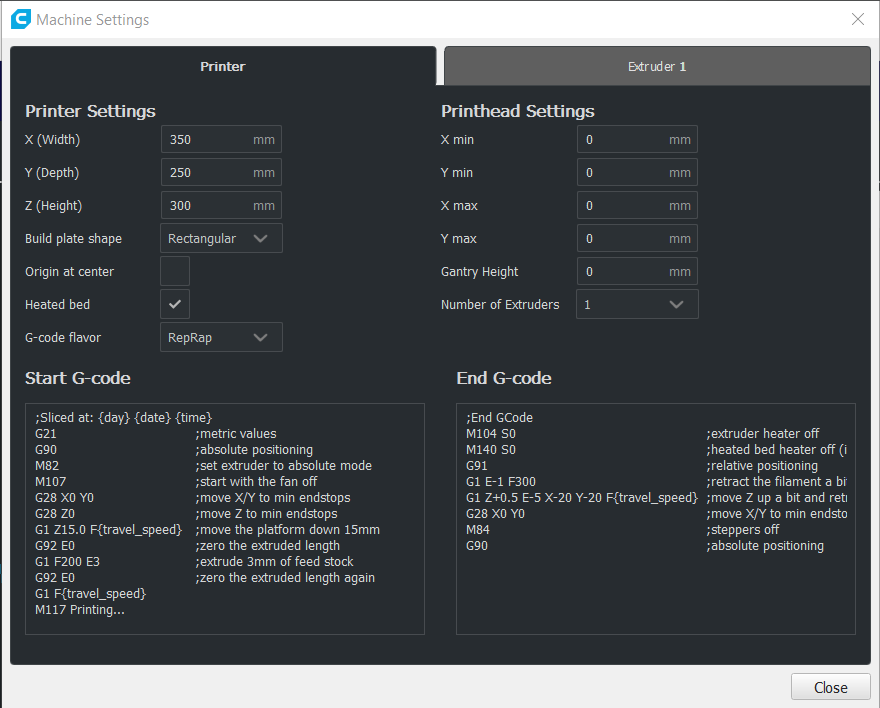 Machine Settings
Printer
Extruder 1
Printer Settings
X (Width) 350 mm
Y (Depth) 250 mm
Z (Height) 300 mm
Build plate shape Rectangular
Origin at center
Heated bed
G-code flavor RepRap
Printhead Settings
X min 0 mm
Y min 0 mm
X max 0 mm
Y max 0 mm
Gantry Height 0 mm
Number of Extruders 1
Start G-code
;Sliced at: {day} {date} {time}
G21 ;metric values
G90 ;absolute positioning
M82 ;set extruder to absolute mode
M107 ;start with the fan off
G28 X0 Y0 ;move X/Y to min endstops
G28 Z0 ;move Z to min endstops
G1 Z15.0 F{travel_speed} ;move the platform down 15mm
G92 E0 ;zero the extruded length
G1 F200 E3 ;extrude 3mm of feed stock
G92 E0 ;zero the extruded length again
G1 F{travel_speed}
M117 Printing...
End G-code
;End GCode
M104 S0 ;extruder heater off
M140 S0 ;heated bed heater off (i
G91 ;relative positioning
G1 E-1 F300 ;retract the filament a bi
G1 Z+0.5 E-5 X-20 Y-20 F{travel_speed} ;move Z up a bit and retr
G28 X0 Y0 ;move X/Y to min endsto
M84 ;steppers off
G90 ;absolute positioning
Close